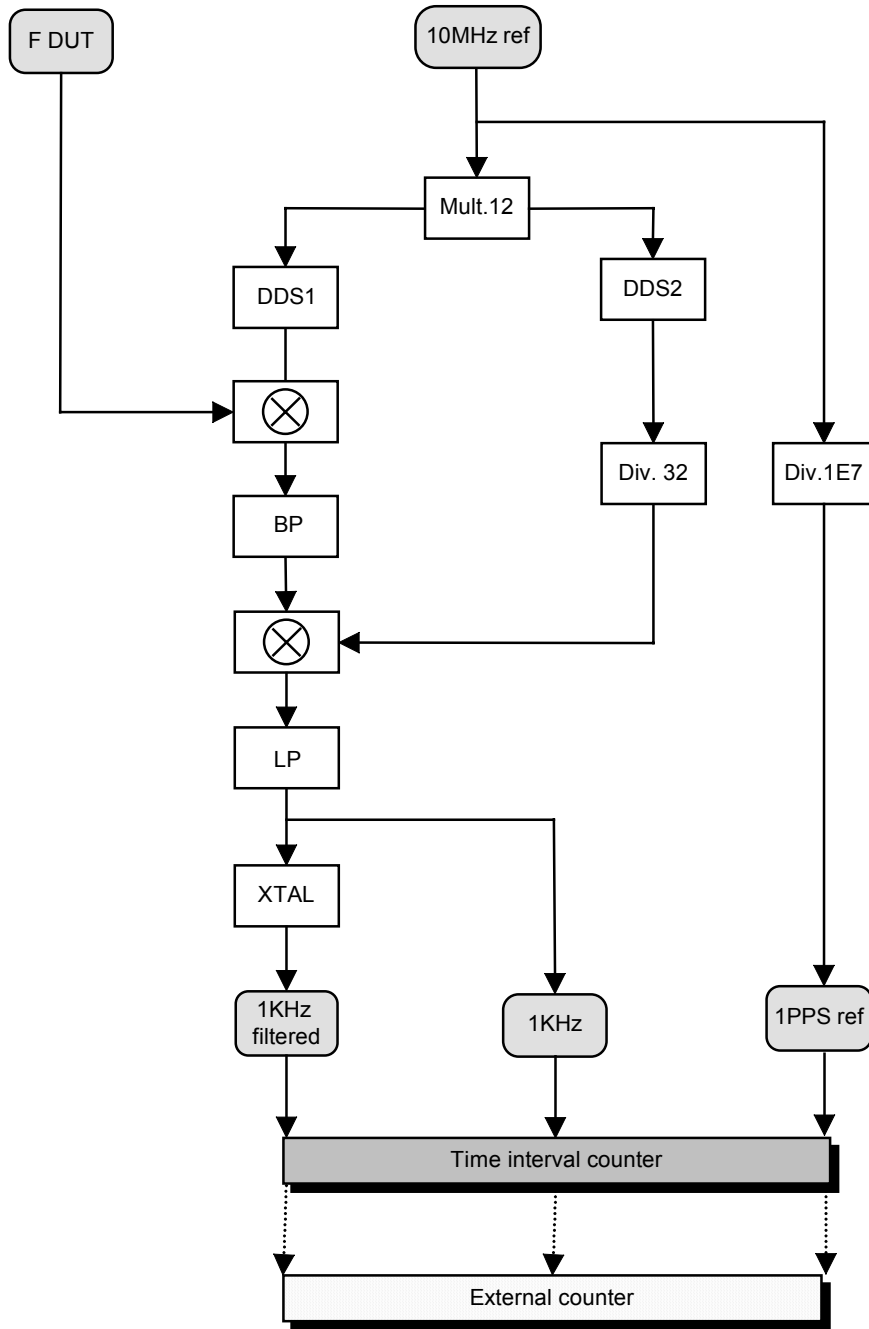 F DUT
10MHz ref
Mult.12
DDS1
DDS2
Div. 32
Div.1E7
BP
LP
XTAL
1KHz
filtered
1KHz
1PPS ref
Time interval counter
External counter